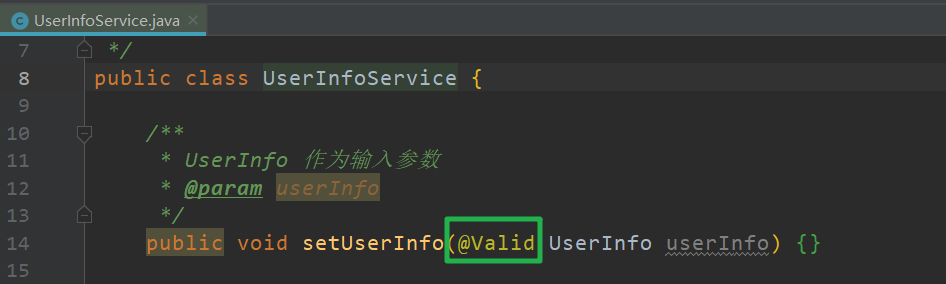 UserInfoService.java
7 */
8 public class UserInfoService {
9
10 /**
11 * UserInfo 作为输入参数
12 * @param userInfo
13 */
14 public void setUserInfo(@Valid UserInfo userInfo) {}
15